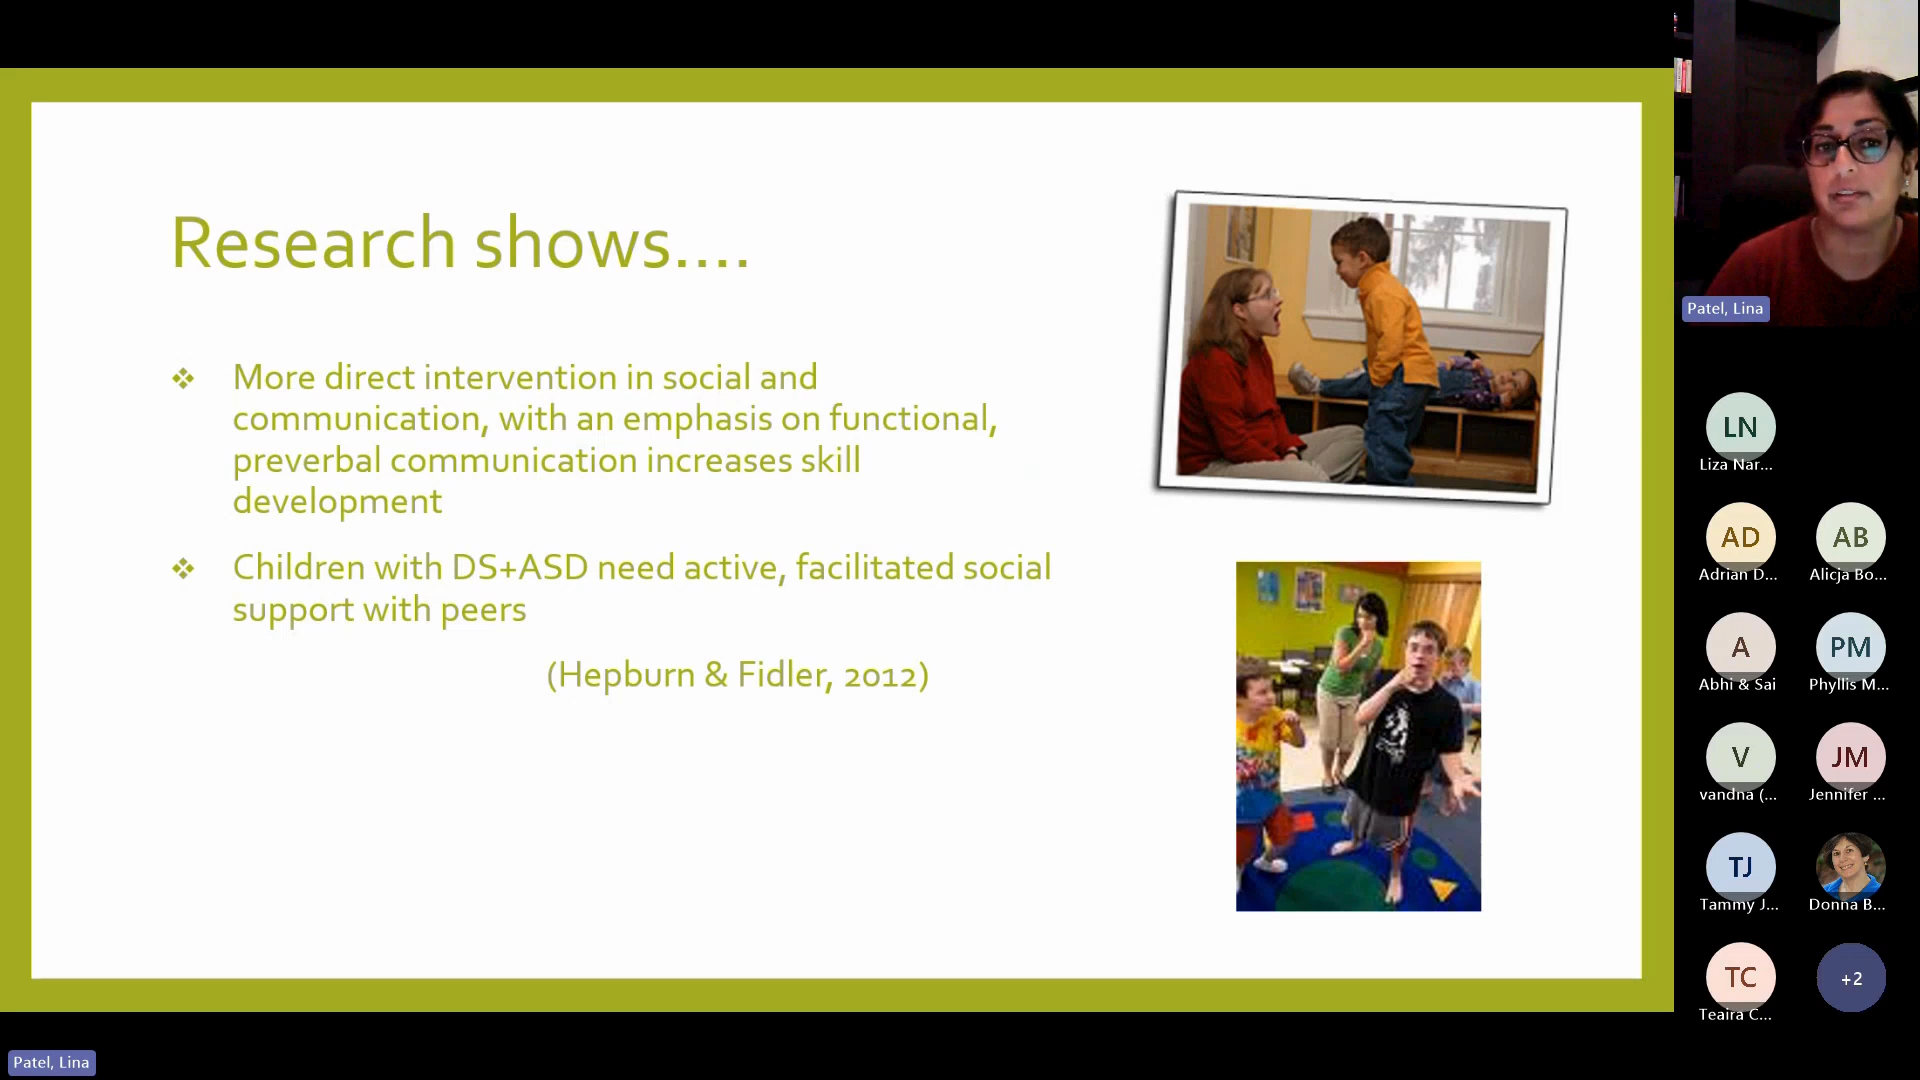 Research shows....
❖ More direct intervention in social and
communication, with an emphasis on functional,
preverbal communication increases skill
development
❖ Children with DS+ASD need active, facilitated social
support with peers
(Hepburn & Fidler, 2012)
Patel, Lina
LN
Liza Nar...
AD
Adrian D...
AB
Alicja Bo...
A
Abhi & Sai
PM
Phyllis M...
V
vandna (...
JM
Jennifer ...
TJ
Tammy J...
Donna B...
TC
Teaira C...
+2
Patel, Lina